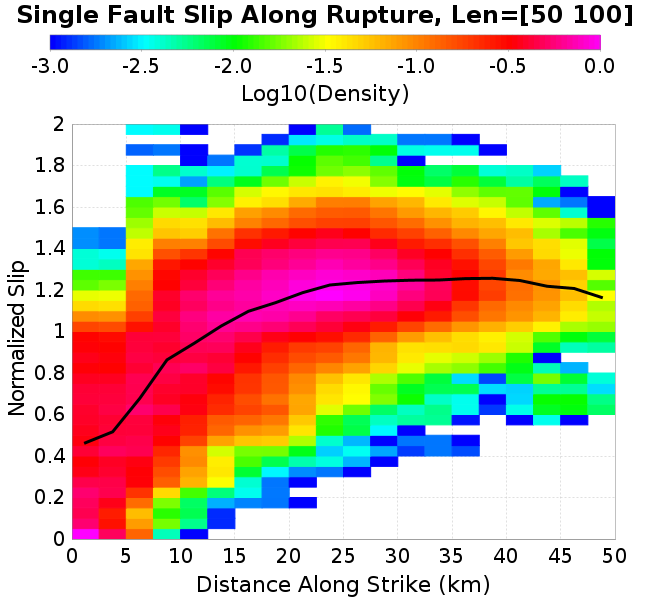 Single Fault Slip Along Rupture, Len=[50 100]
-3.0 -2.5 -2.0 -1.5 -1.0 -0.5 0.0
Log10(Density)
Normalized Slip
2
1.8
1.6
1.4
1.2
1
0.8
0.6
0.4
0.2
0
0 5 10 15 20 25 30 35 40 45 50
Distance Along Strike (km)